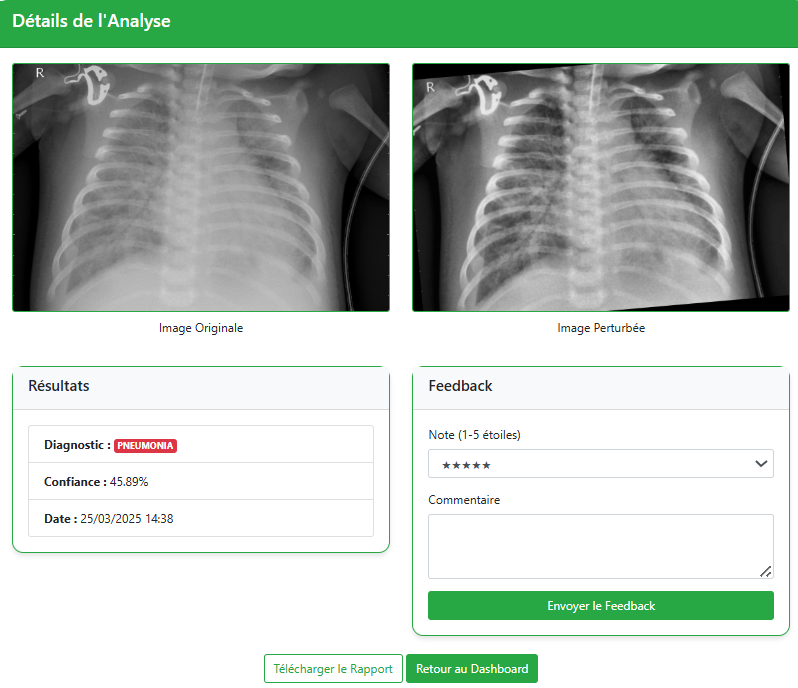 Détails de l'Analyse
R
R
Image Originale
Image Perturbée
Résultats
Diagnostic : PNEUMONIA
Confiance : 45.89%
Date : 25/03/2025 14:38
Feedback
Note (1-5 étoiles)
★★★★★
Commentaire
Envoyer le Feedback
Télécharger le Rapport
Retour au Dashboard